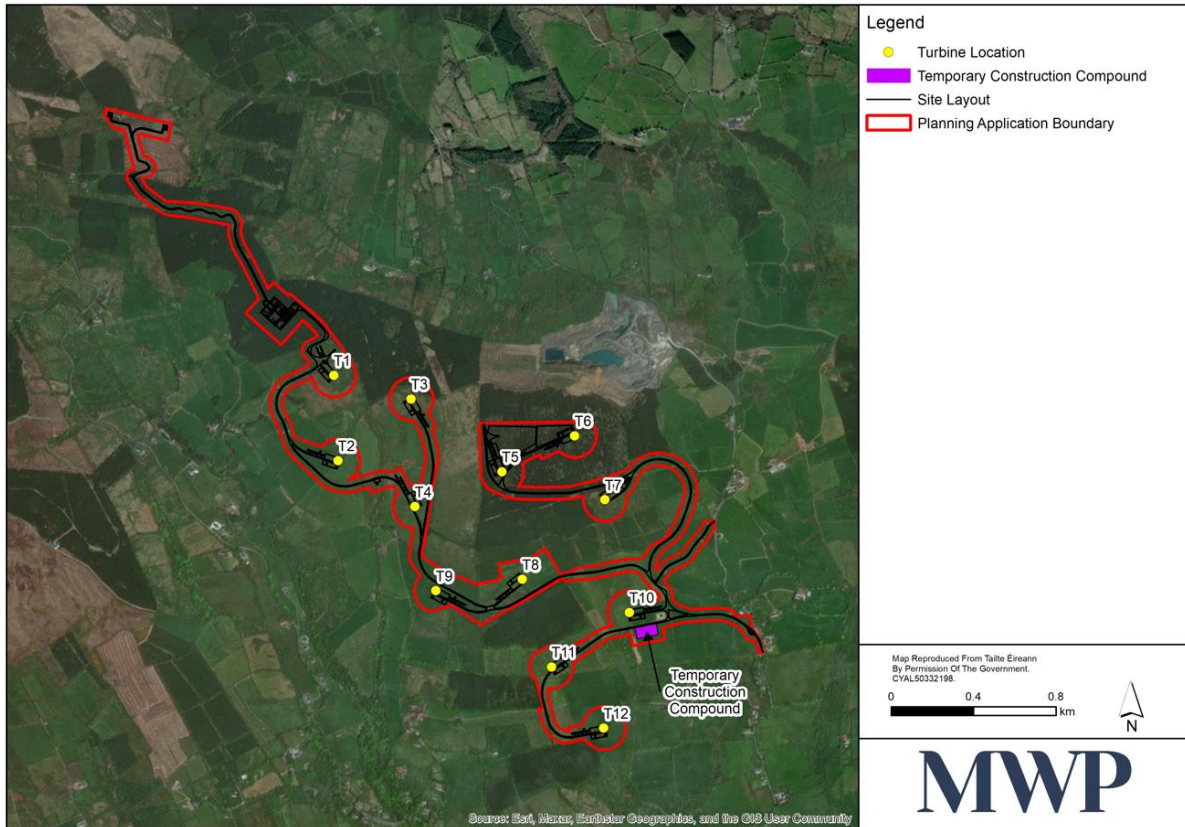 Legend
Turbine Location
Temporary Construction Compound
Site Layout
Planning Application Boundary
T1
T3
T6
T2
T5
T4
T7
T8
T9
T10
T11
Temporary
Construction
Compound
T12
Map Reproduced From Tailte Éireann
By Permission Of The Government.
CYAL50332198.
0 0.4 0.8
km
N
MWP
Source: Esri, Maxar, Earthstar Geographics, and the GIS User Community